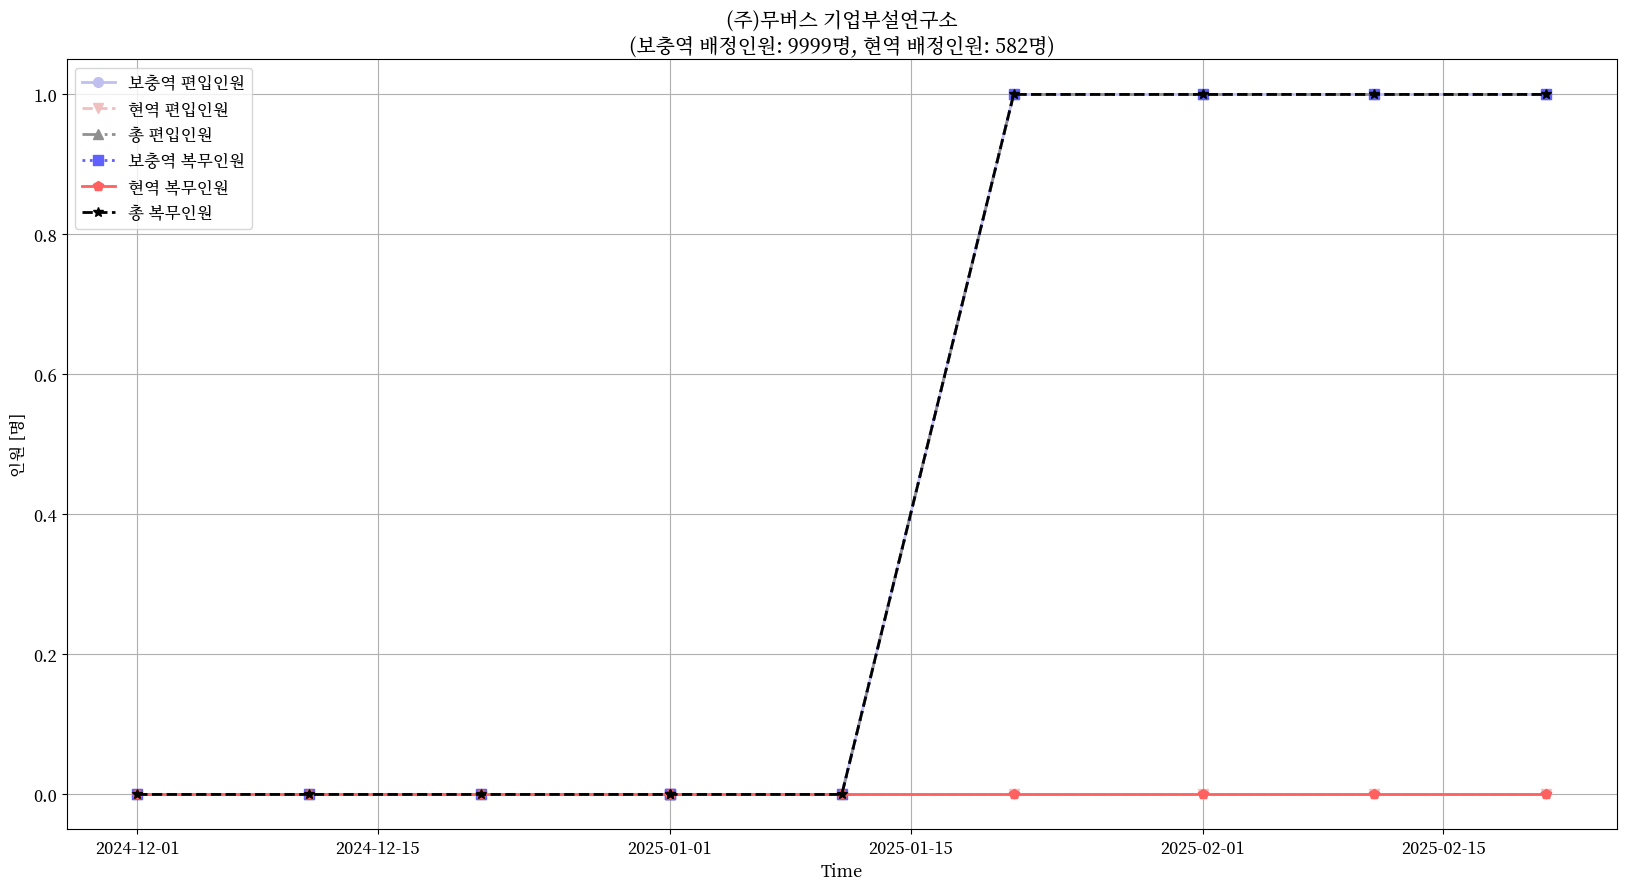 (주)무버스 기업부설연구소
(보충역 배정인원: 9999명, 현역 배정인원: 582명)
보충역 편입인원
현역 편입인원
총 편입인원
보충역 복무인원
현역 복무인원
총 복무인원
인원 [명]
1.0
0.8
0.6
0.4
0.2
0.0
2024-12-01
2024-12-15
2025-01-01
2025-01-15
2025-02-01
2025-02-15
Time